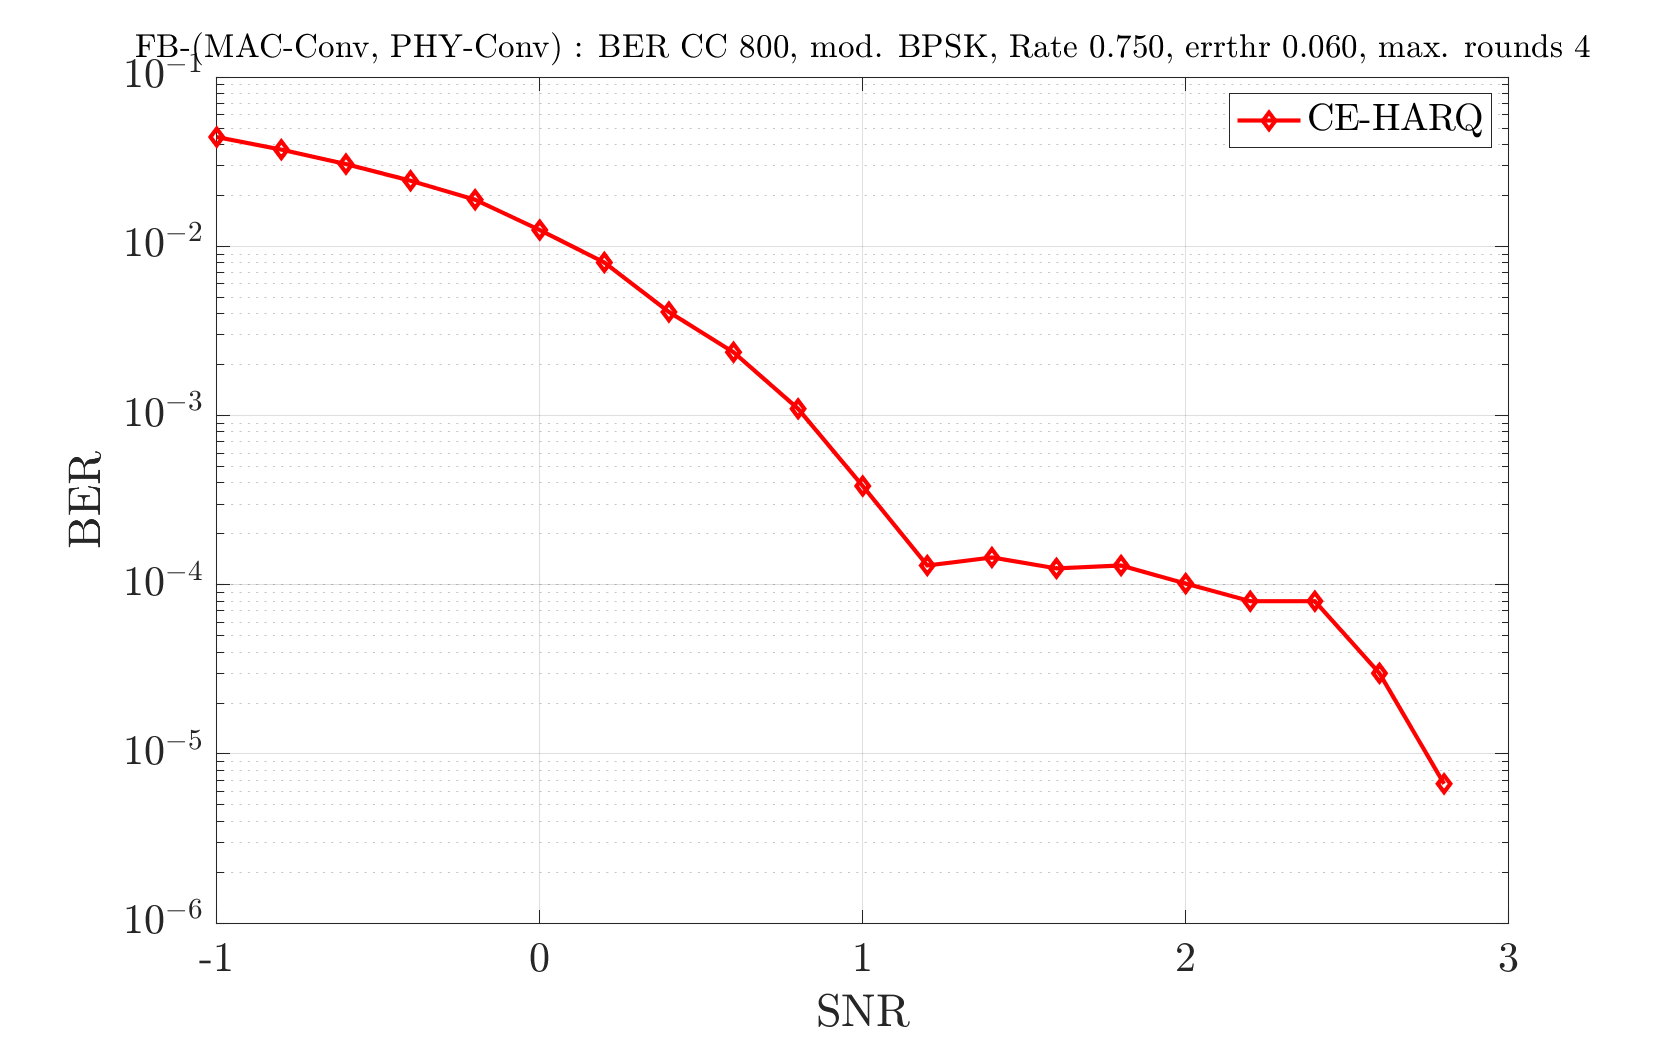 FB-(MAC-Conv, PHY-Conv) : BER CC 800, mod. BPSK, Rate 0.750, errthr 0.060, max. rounds 4
10^{-1}
CE-HARQ
10^{-2}
10^{-3}
BER
10^{-4}
10^{-5}
10^{-6}
-1 0 1 2 3
SNR